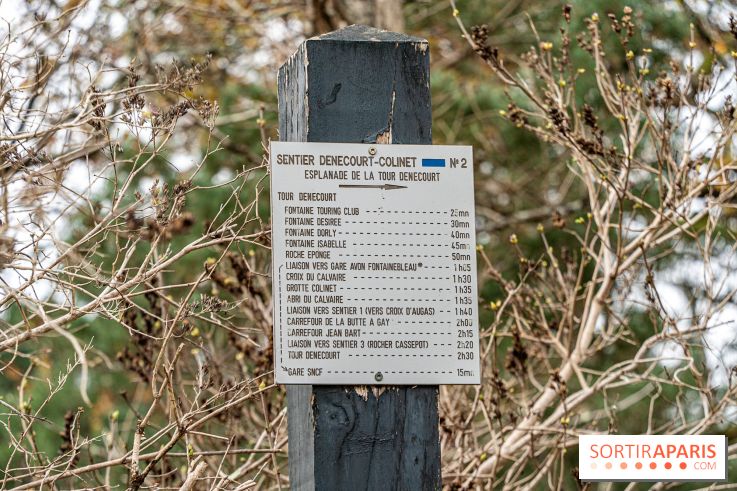 SENTIER DENECOURT-COLINET N° 2
ESPLANADE DE LA TOUR DENECOURT
TOUR DENECOURT
FONTAINE TOURING CLUB 25mn
FONTAINE DESIREE 30mn
FONTAINE DORLY 40mn
FONTAINE ISABELLE 45mn
ROCHE EPONGE 50mn
LIAISON VERS GARE AVON FONTAINEBLEAU* 1h05
CROIX DU CALVAIRE 1h30
GROTTE COLINET 1h35
ABRI DU CALVAIRE 1h35
LIAISON VERS SENTIER 1 (VERS CROIX D'AUGAS) 1h40
CARREFOUR DE LA BUTTE A GAY 2h00
CARREFOUR JEAN BART 2h15
LIAISON VERS SENTIER 3 (ROCHER CASSEPOT) 2h20
TOUR DENECOURT 2h30
*GARE SNCF 15mn
SORTIRAPARIS
.COM